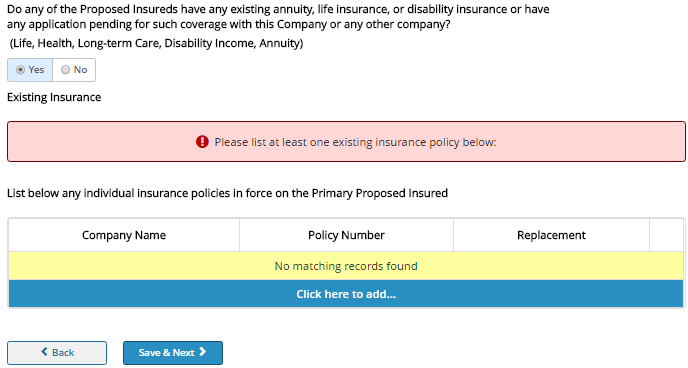 Do any of the Proposed Insureds have any existing annuity, life insurance, or disability insurance or have
any application pending for such coverage with this Company or any other company?
(Life, Health, Long-term Care, Disability Income, Annuity)
Yes No
Existing Insurance
Please list at least one existing insurance policy below:
List below any individual insurance policies in force on the Primary Proposed Insured
Company Name Policy Number Replacement
No matching records found
Click here to add...
Back Save & Next